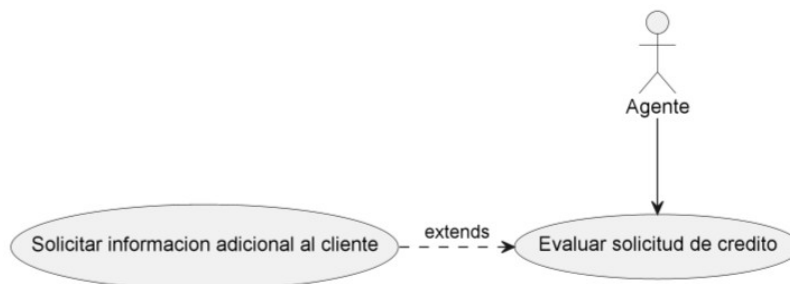 Agente
Solicitar informacion adicional al cliente
extends
Evaluar solicitud de credito